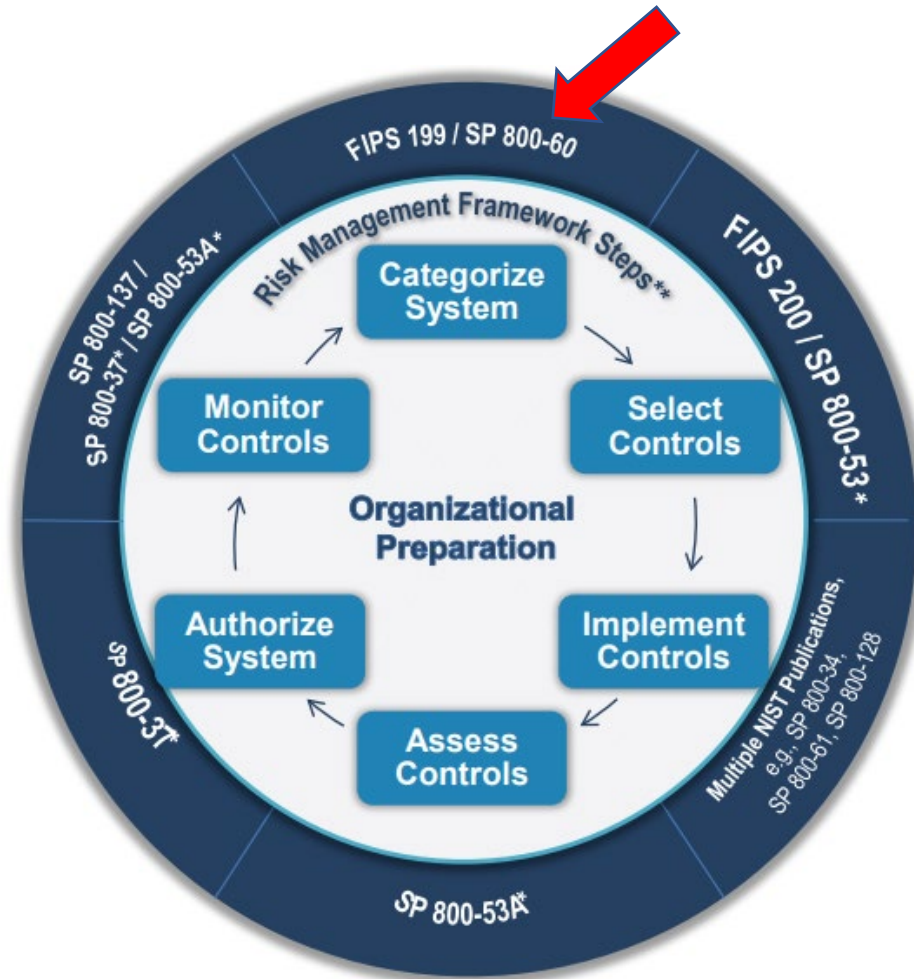 FIPS 199 / SP 800-60
Risk Management Framework Steps**
Categorize
System
FIPS 200 / SP 800-53*
Select
Controls
Implement
Controls
Multiple NIST Publications,
e.g., SP 800-34,
SP 800-61, SP 800-128
Assess
Controls
SP 800-53A*
Authorize
System
SP 800-37*
Monitor
Controls
SP 800-137 /
SP 800-37* / SP 800-53A*
Organizational
Preparation